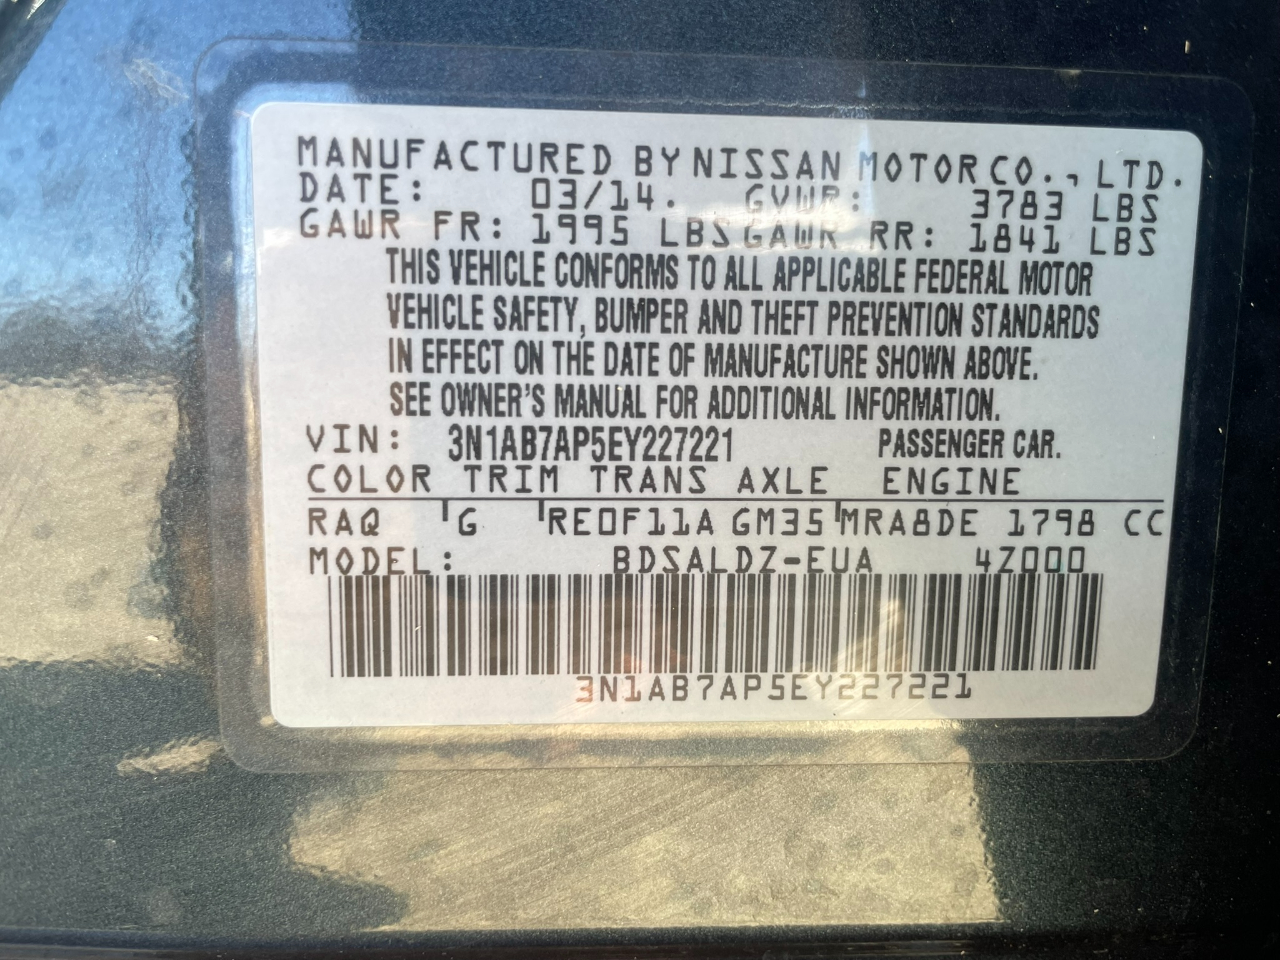 MANUFACTURED BY NISSAN MOTOR CO., LTD.
DATE: 03/14. GVWR: 3783 LBS
GAWR FR: 1995 LBS GAWR RR: 1841 LBS
THIS VEHICLE CONFORMS TO ALL APPLICABLE FEDERAL MOTOR
VEHICLE SAFETY, BUMPER AND THEFT PREVENTION STANDARDS
IN EFFECT ON THE DATE OF MANUFACTURE SHOWN ABOVE.
SEE OWNER'S MANUAL FOR ADDITIONAL INFORMATION.
VIN: 3N1AB7AP5EY227221 PASSENGER CAR.
COLOR TRIM TRANS AXLE ENGINE
RAQ G RE0F11A GM35 MRA8DE 1798 CC
MODEL: BDSALDZ-EUA 4Z000
3N1AB7AP5EY227221